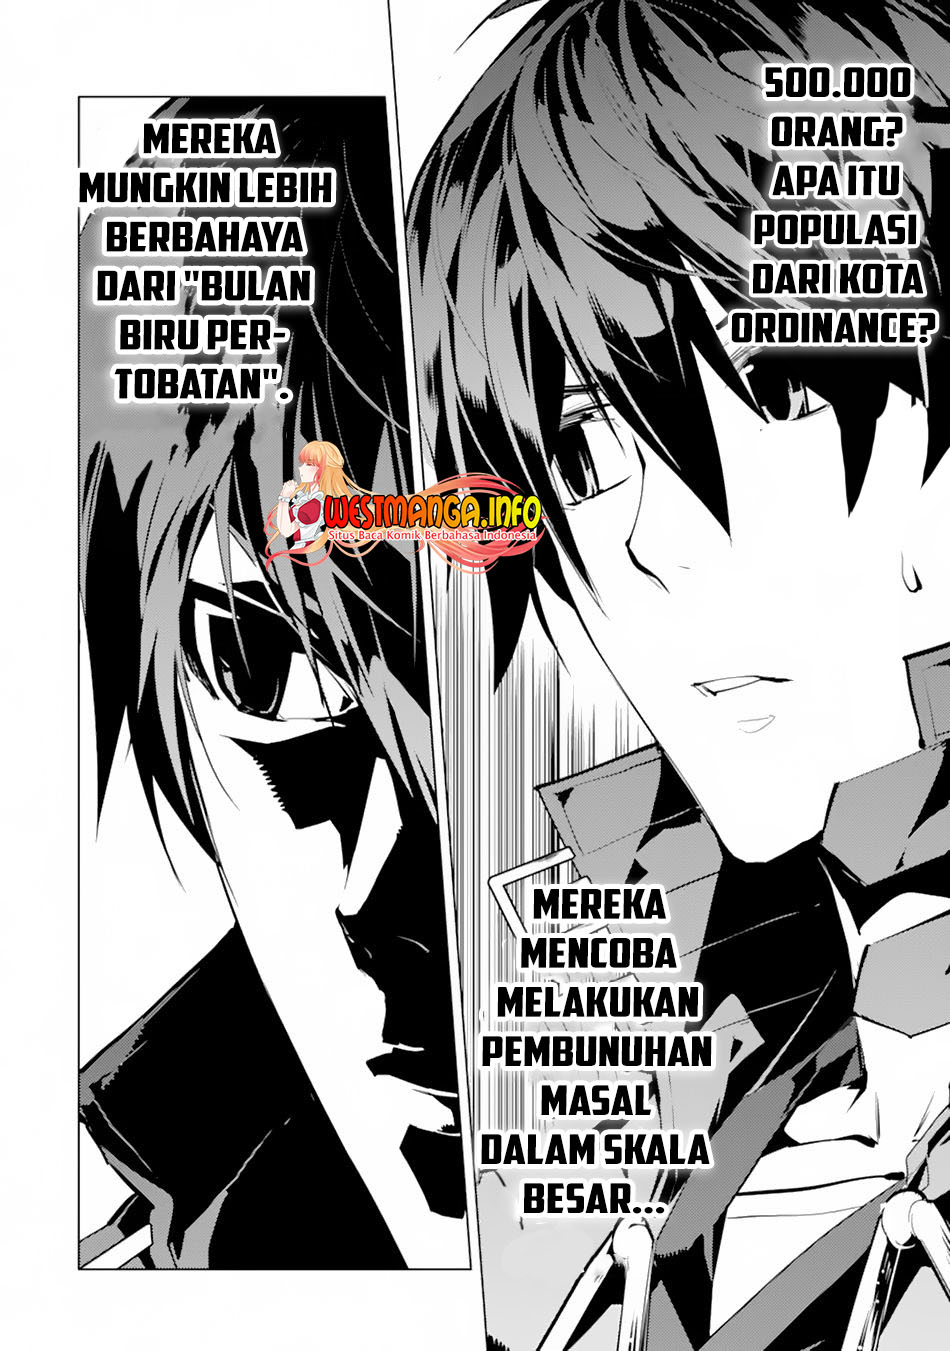 500.000
ORANG?
APA ITU
POPULASI
DARI KOTA
ORDINANCE?
MEREKA
MENCOBA
MELAKUKAN
PEMBUNUHAN
MASAL
DALAM SKALA
BESAR...
MEREKA
MUNGKIN LEBIH
BERBAHAYA
DARI "BULAN
BIRU PER-
TOBATAN".
WESTMANGA.INFO
Situs Baca Komik Berbahasa Indonesia